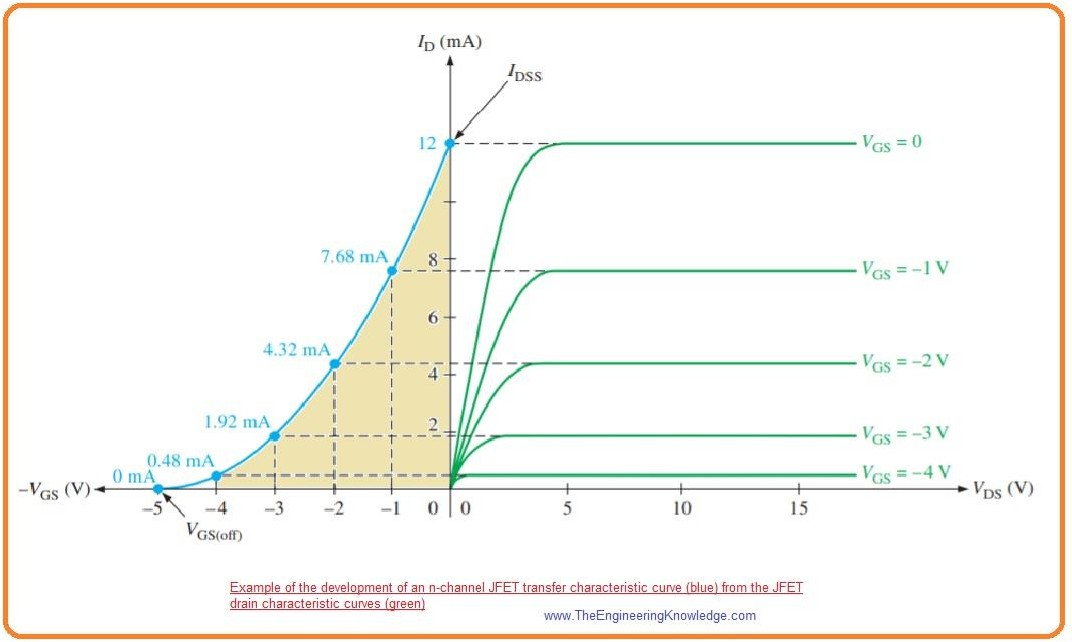 I_D (mA)
I_DSS
12
V_GS = 0
7.68 mA
8
V_GS = –1 V
6
4.32 mA
4
V_GS = –2 V
1.92 mA
2
V_GS = –3 V
0.48 mA
0 mA
V_GS = –4 V
–V_GS (V)
V_DS (V)
–5 –4 –3 –2 –1 0 0 5 10 15
V_GS(off)
Example of the development of an n-channel JFET transfer characteristic curve (blue) from the JFET
drain characteristic curves (green)
www.TheEngineeringKnowledge.com